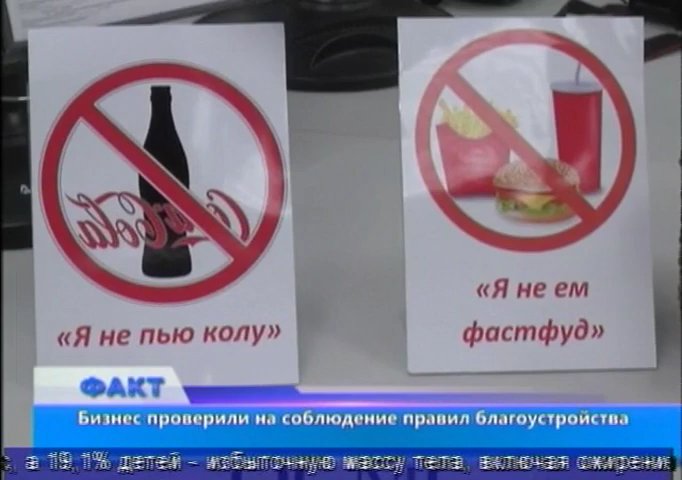 Coca-Cola
«Я не пью колу»
«Я не ем
фастфуд»
ФАКТ
Бизнес проверили на соблюдение правил благоустройства
, а 19,1% детей – избыточную массу тела, включая ожирение